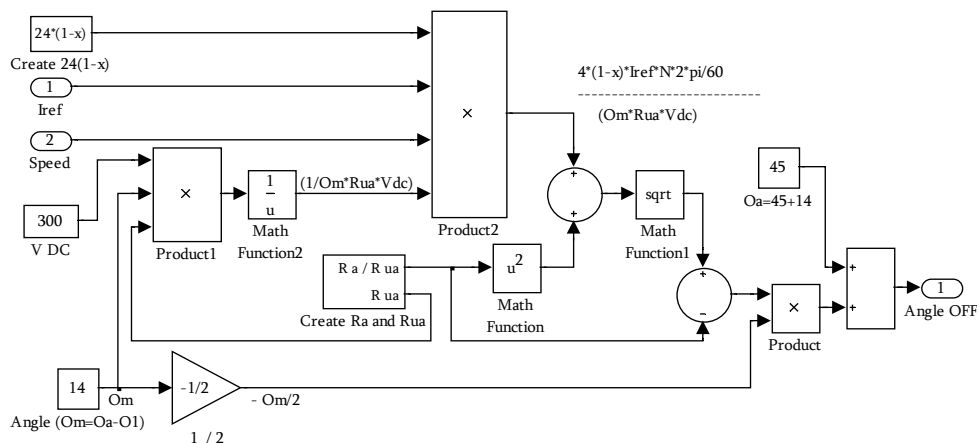 24*(1-x)
Create 24(1-x)
1
Iref
2
Speed
300
V DC
×
Product1
1
u
Math
Function2
(1/Om*Rua*Vdc)
×
Product2
4*(1-x)*Iref*N*2*pi/60
(Om*Rua*Vdc)
+
+
sqrt
Math
Function1
R a / R ua
R ua
Create Ra and Rua
u2
Math
Function
+
-
45
Oa=45+14
×
Product
+
+
1
Angle OFF
14
Om
Angle (Om=Oa-O1)
-1/2
- Om/2
1 / 2